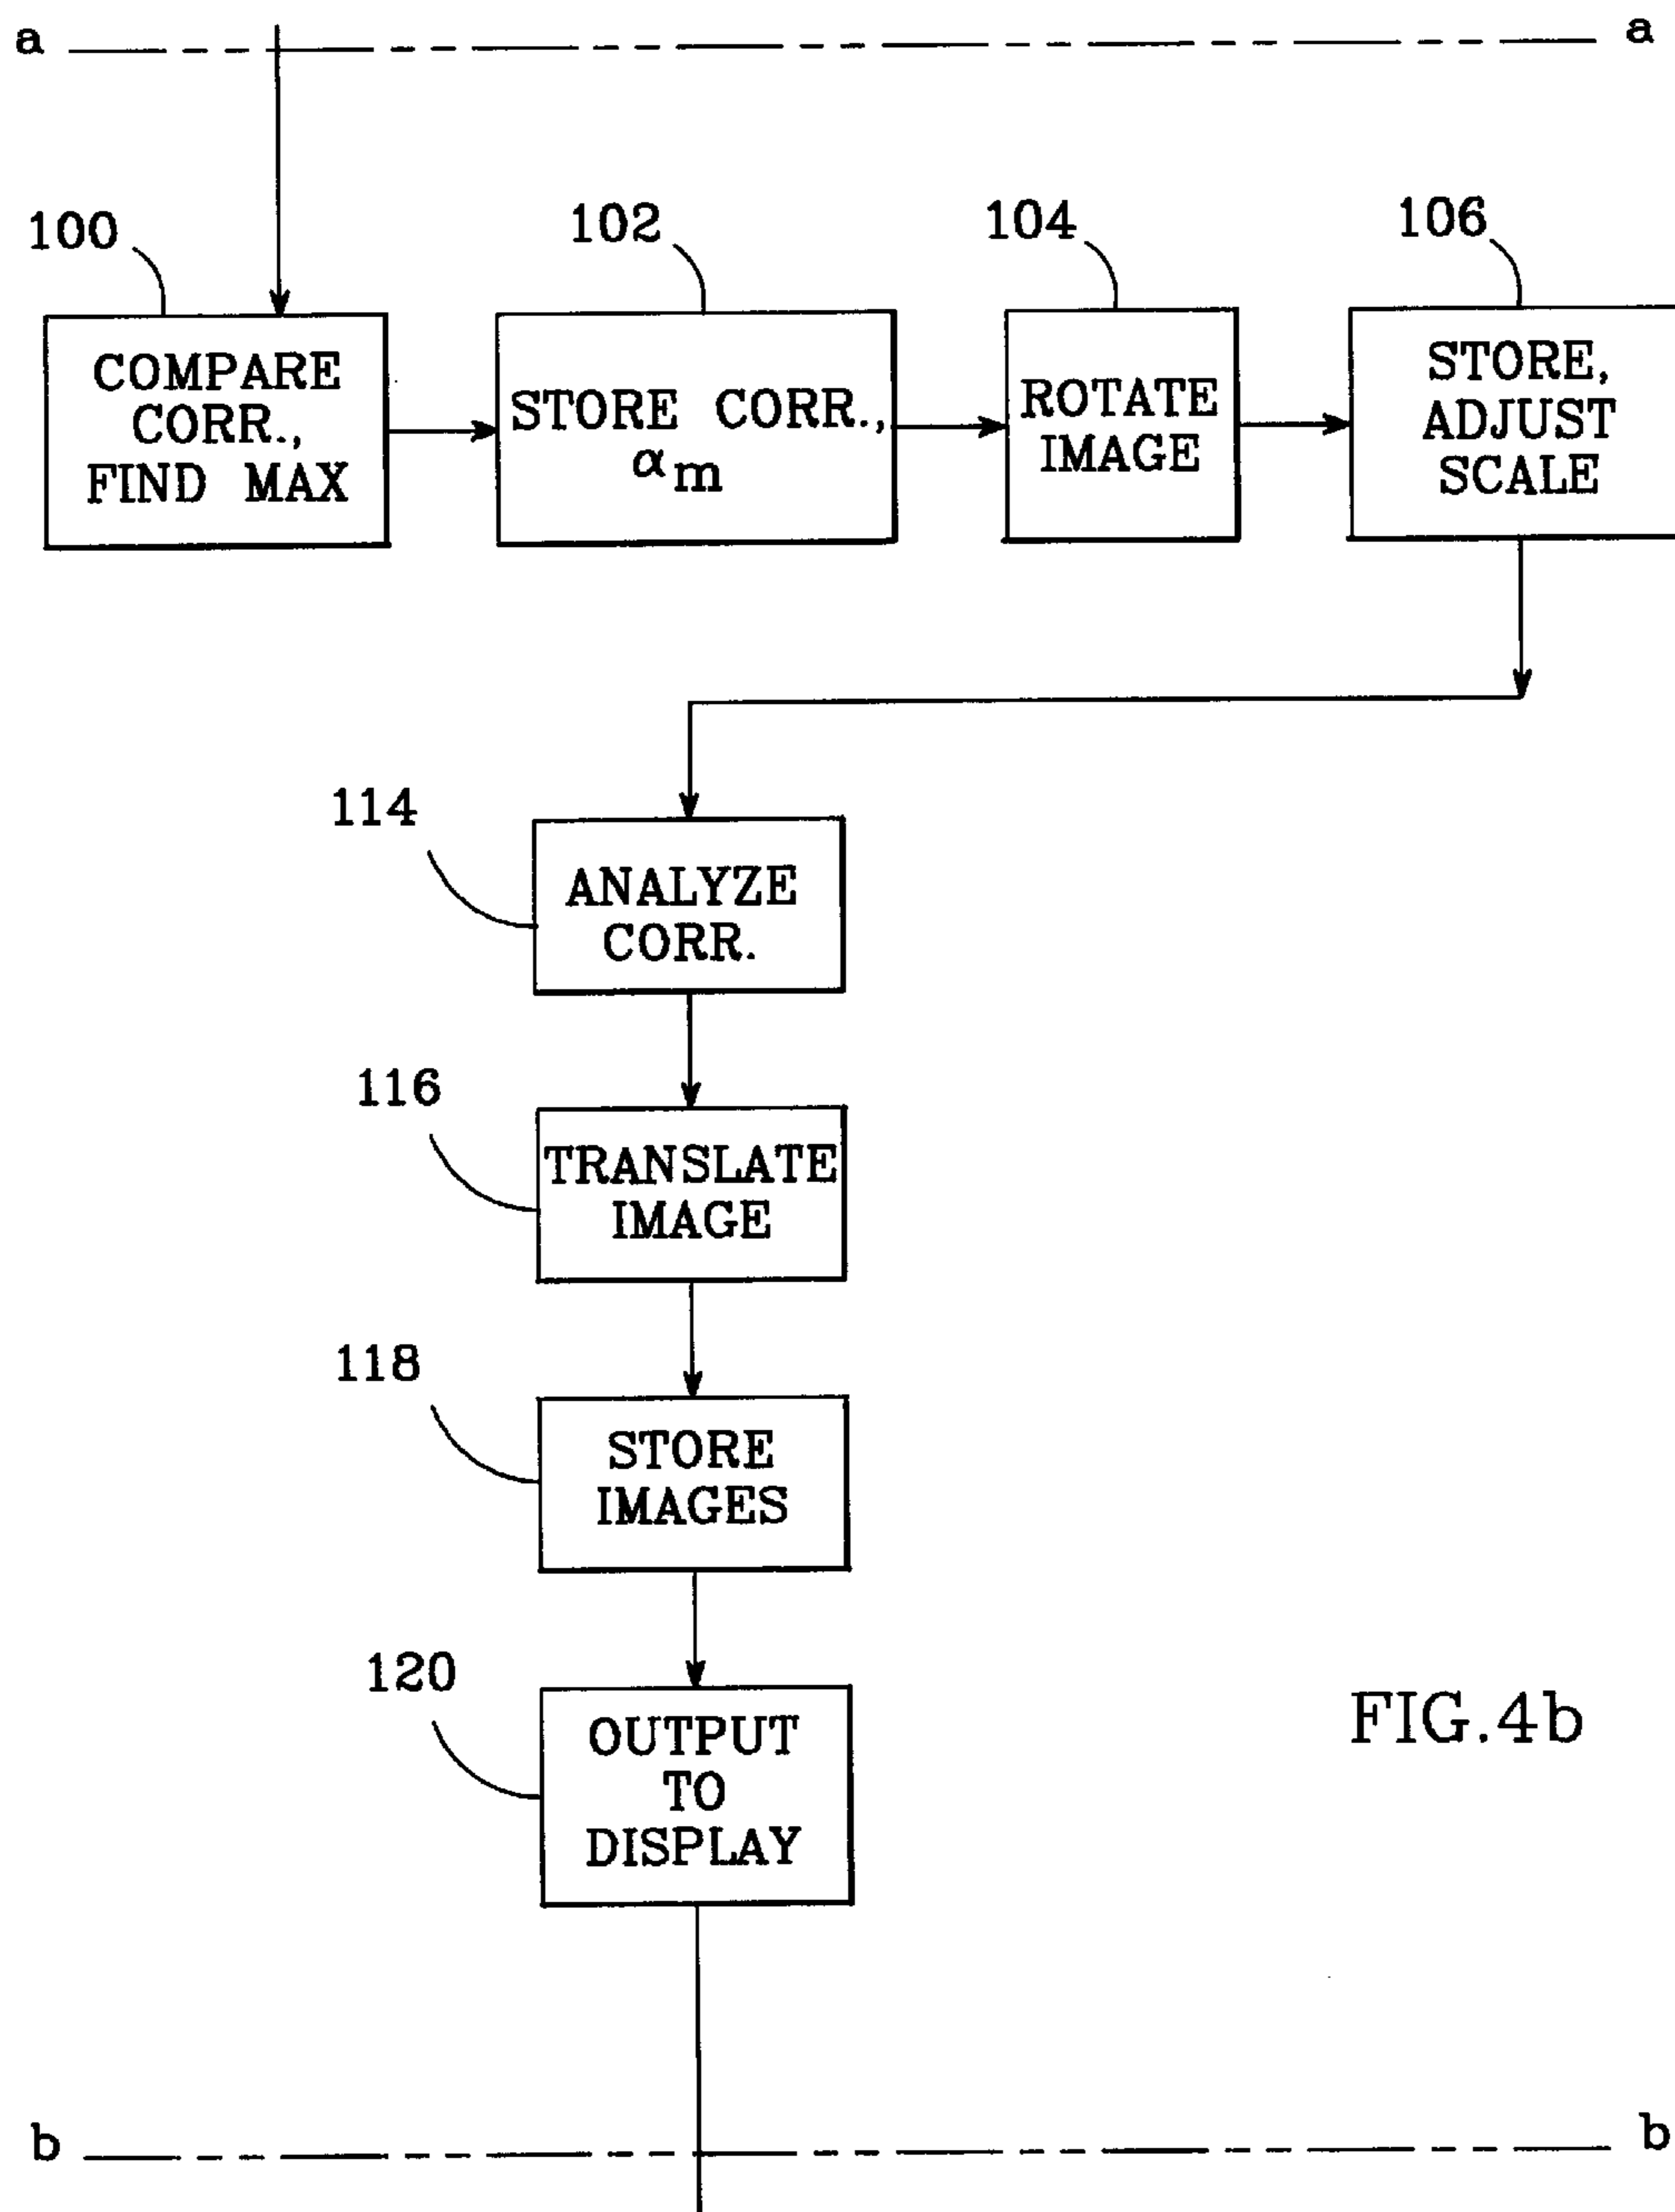 a a
100 102 104 106
COMPARE
CORR.,
FIND MAX
STORE CORR.,
αm
ROTATE
IMAGE
STORE,
ADJUST
SCALE
114
ANALYZE
CORR.
116
TRANSLATE
IMAGE
118
STORE
IMAGES
120
OUTPUT
TO
DISPLAY
FIG.4b
b b